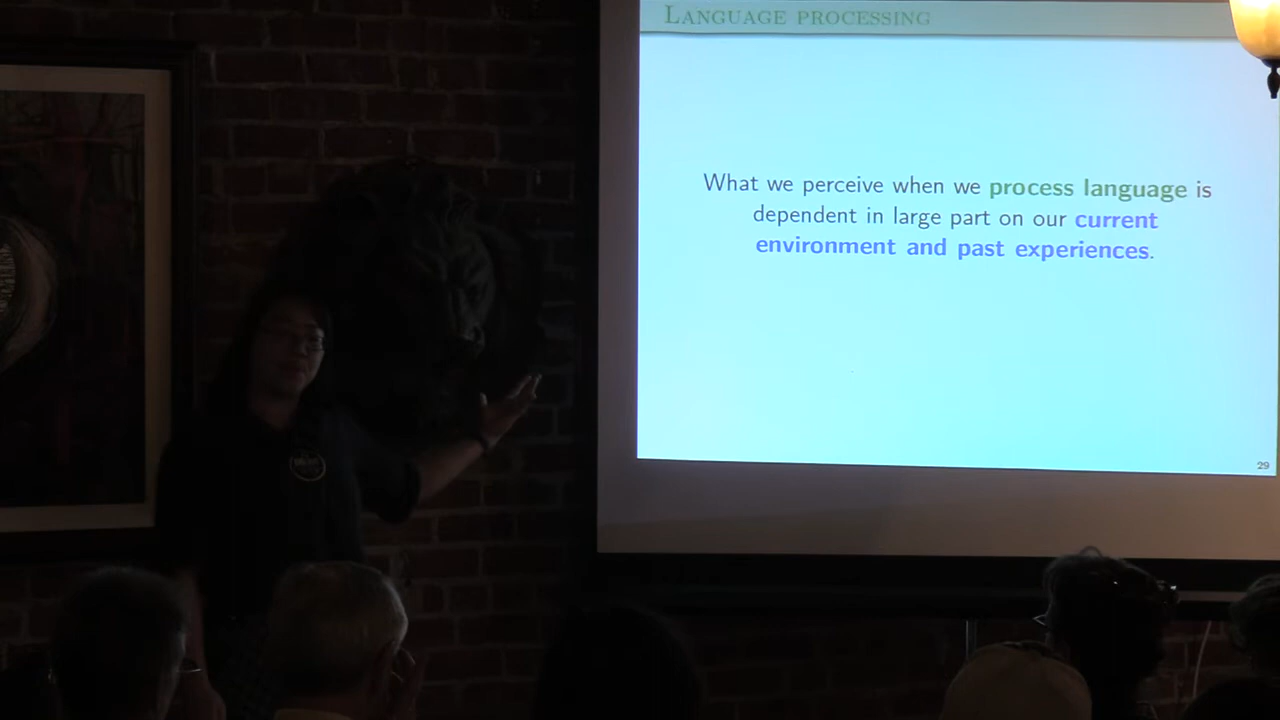 LANGUAGE PROCESSING
What we perceive when we process language is
dependent in large part on our current
environment and past experiences.
29